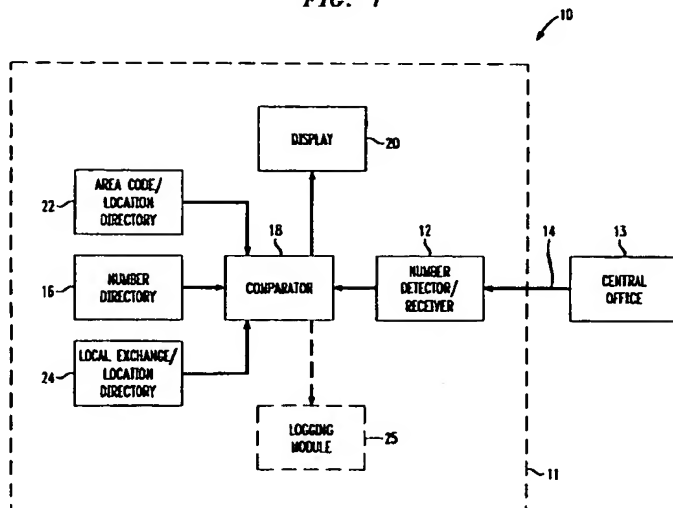 FIG. 1
10
DISPLAY
20
AREA CODE/
LOCATION
DIRECTORY
22
18
12
14
13
NUMBER
DIRECTORY
16
COMPARATOR
NUMBER
DETECTOR/
RECEIVER
CENTRAL
OFFICE
LOCAL EXCHANGE/
LOCATION
DIRECTORY
24
LOGGING
MODULE
25
11